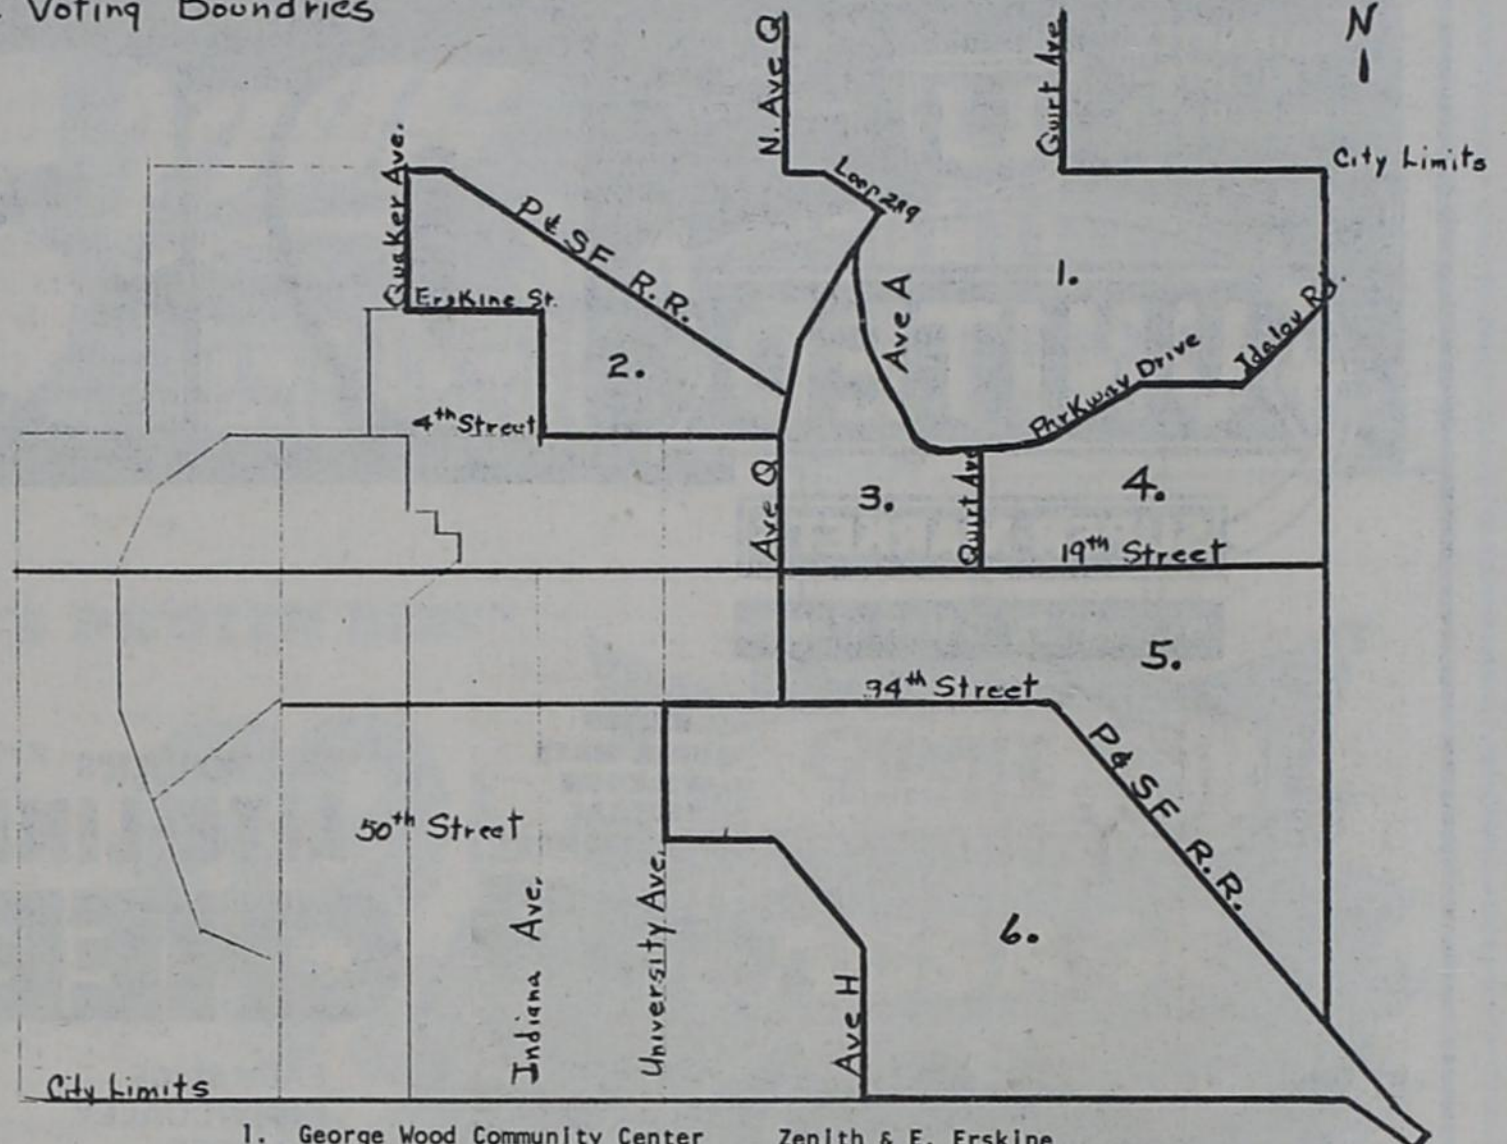 Voting Boundries
N
N. Ave Q
Quirt Ave
City Limits
Loop 289
Quaker Ave.
P & SF R.R.
Erskine St.
Ave A
1.
Idalou Rd.
2.
Parkway Drive
4th Street
Ave Q
3.
Quirt Ave
4.
19th Street
5.
34th Street
P & SF R.R.
50th Street
Indiana Ave.
University Ave.
6.
Ave H
City Limits
1. George Wood Community Center Zenith & E. Erskine